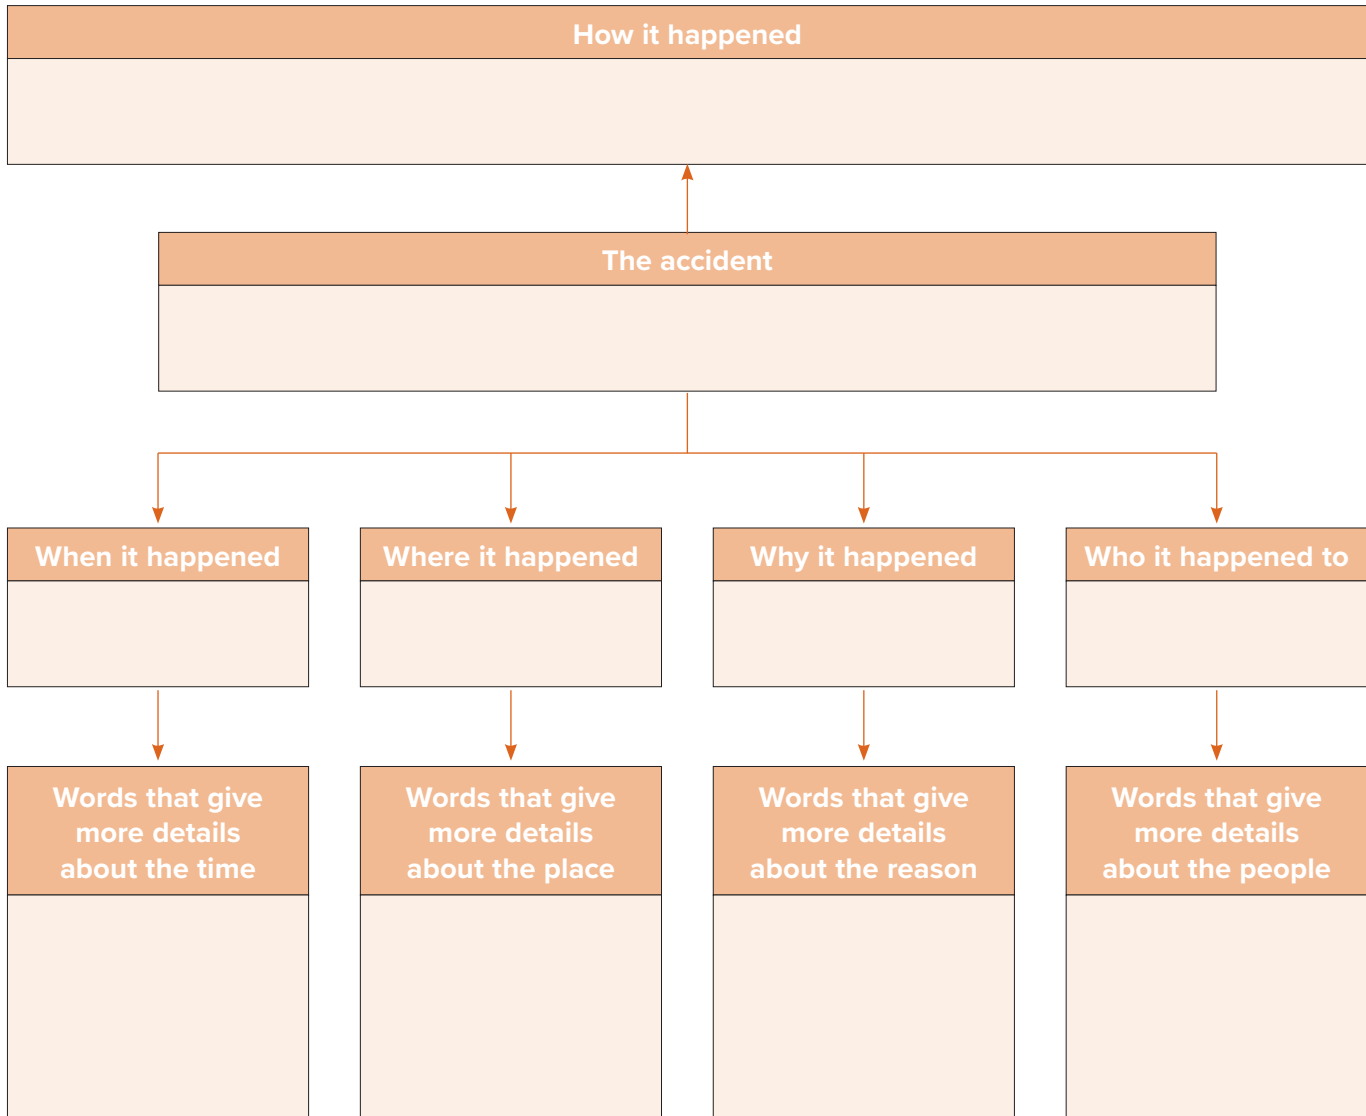 How it happened
The accident
When it happened
Where it happened
Why it happened
Who it happened to
Words that give
more details
about the time
Words that give
more details
about the place
Words that give
more details
about the reason
Words that give
more details
about the people